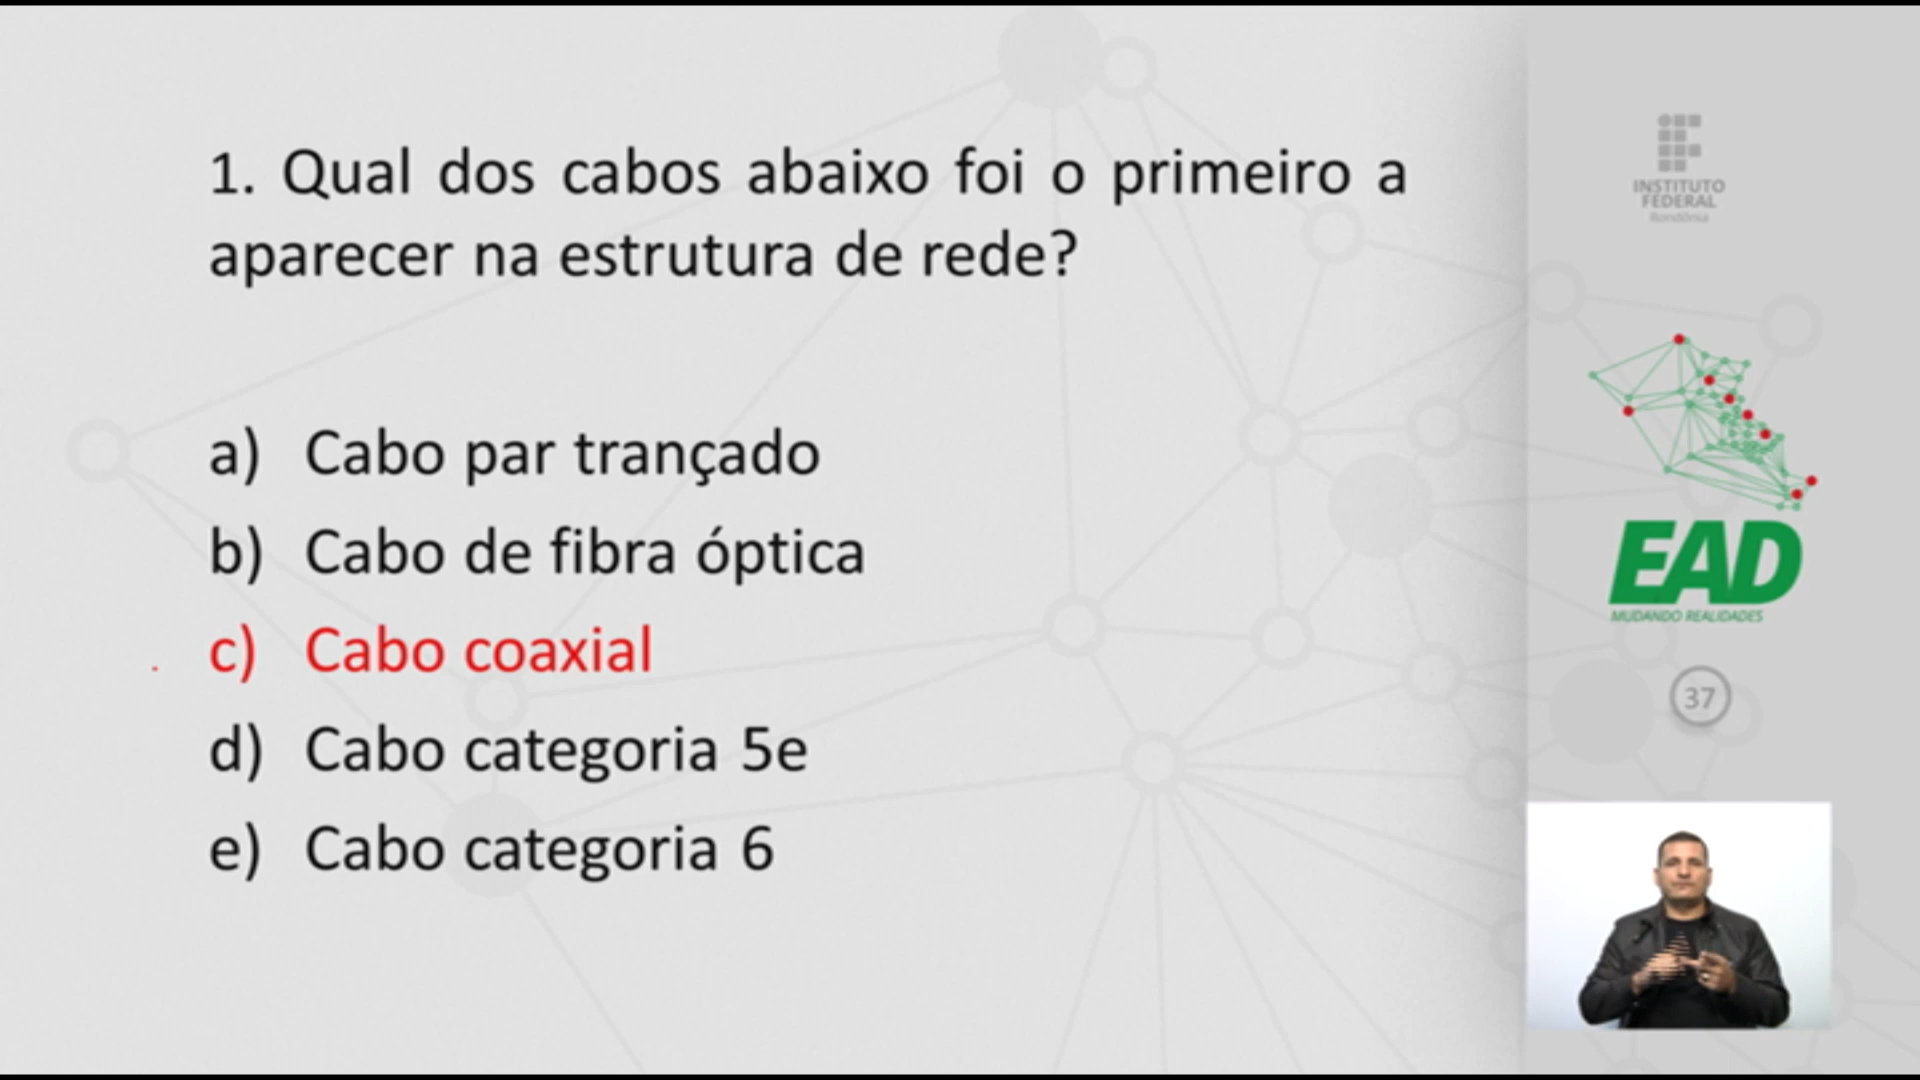 1. Qual dos cabos abaixo foi o primeiro a
aparecer na estrutura de rede?
a) Cabo par trançado
b) Cabo de fibra óptica
c) Cabo coaxial
d) Cabo categoria 5e
e) Cabo categoria 6
INSTITUTO
FEDERAL
Rondônia
EAD
MUDANDO REALIDADES
37